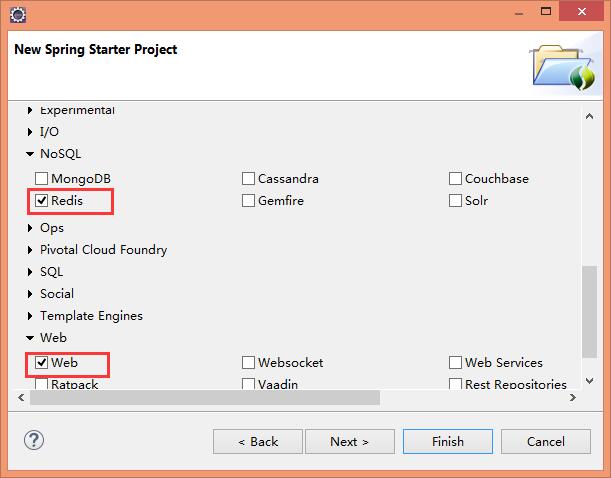 New Spring Starter Project
Experimental
I/O
NoSQL
MongoDB Cassandra Couchbase
Redis Gemfire Solr
Ops
Pivotal Cloud Foundry
SQL
Social
Template Engines
Web
Web Websocket Web Services
Ratpack Vaadin Rest Repositories
? < Back Next > Finish Cancel